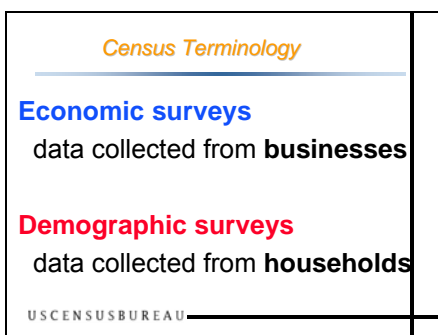 Census Terminology
Economic surveys
data collected from businesses
Demographic surveys
data collected from households
USCENSUSBUREAU